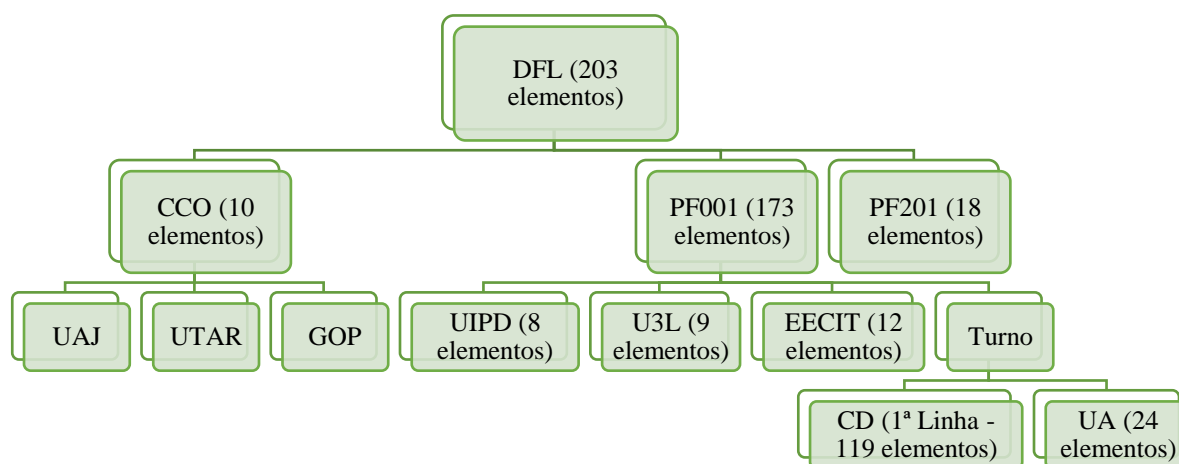 DFL (203
elementos)
CCO (10
elementos)
PF001 (173
elementos)
PF201 (18
elementos)
UAJ
UTAR
GOP
UIPD (8
elementos)
U3L (9
elementos)
EECIT (12
elementos)
Turno
CD (1ª Linha -
119 elementos)
UA (24
elementos)